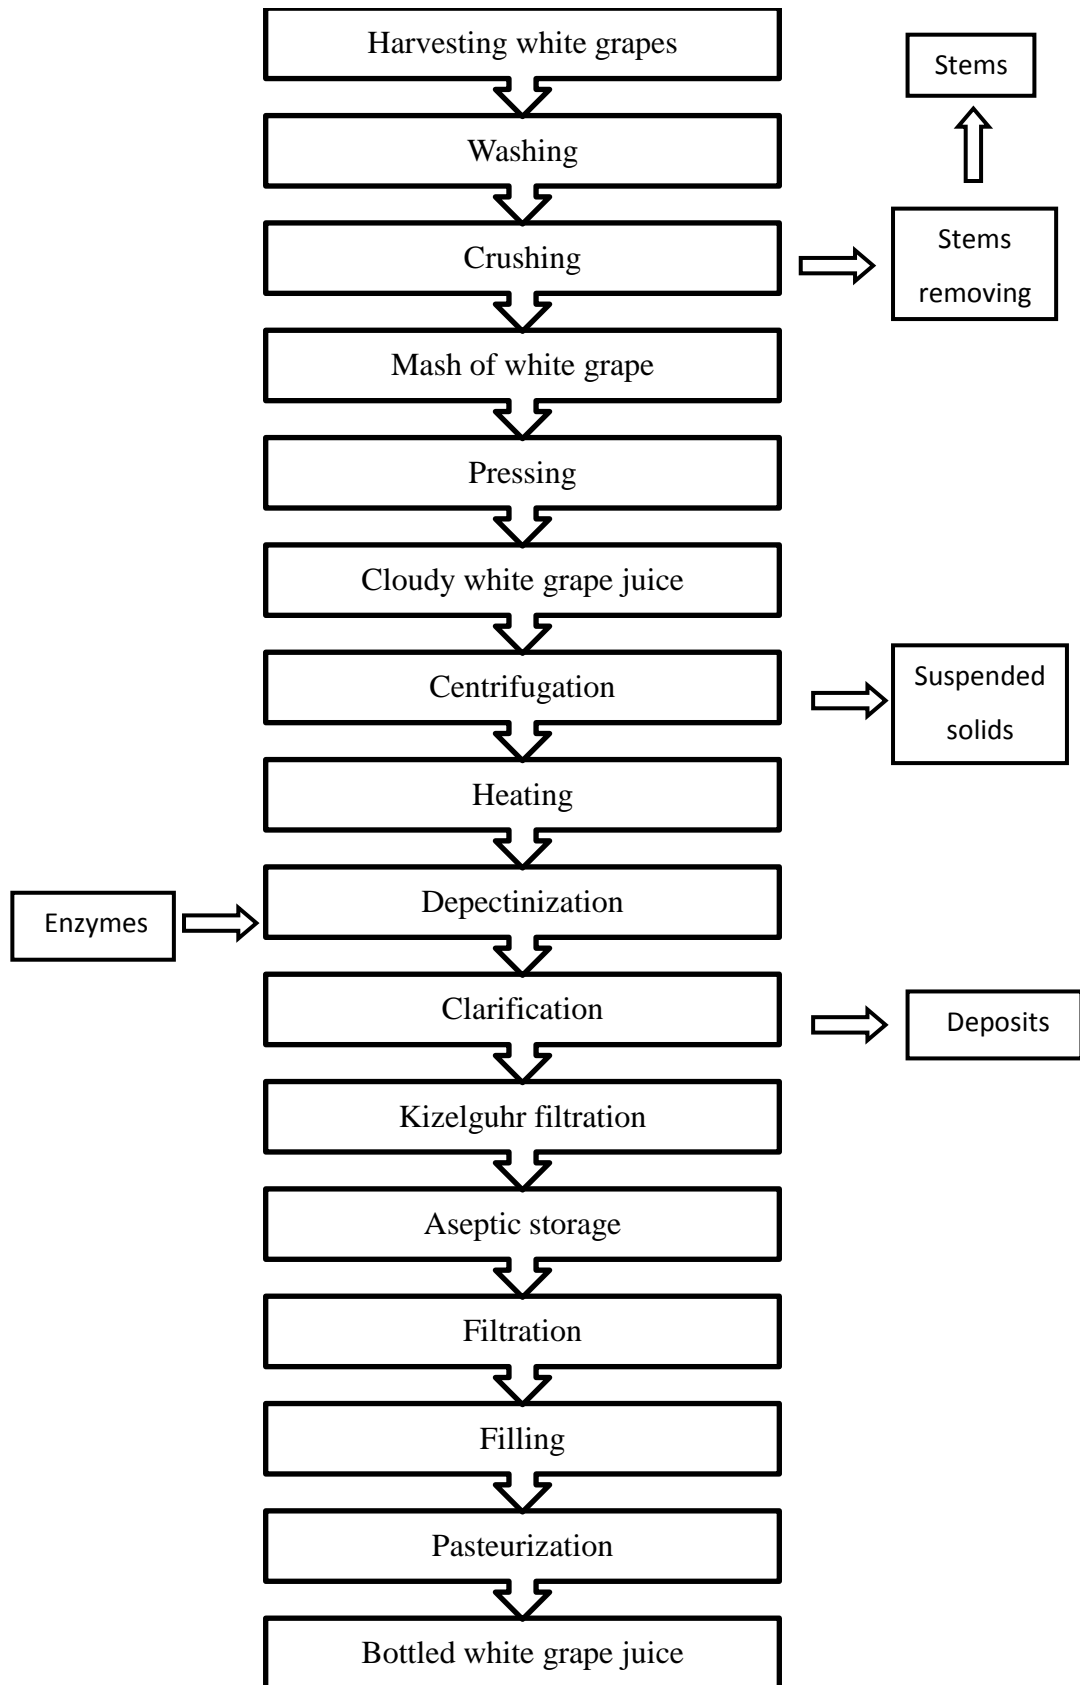 Harvesting white grapes
Stems
Washing
Crushing
Stems
removing
Mash of white grape
Pressing
Cloudy white grape juice
Centrifugation
Suspended
solids
Heating
Depectinization
Enzymes
Clarification
Deposits
Kizelguhr filtration
Aseptic storage
Filtration
Filling
Pasteurization
Bottled white grape juice